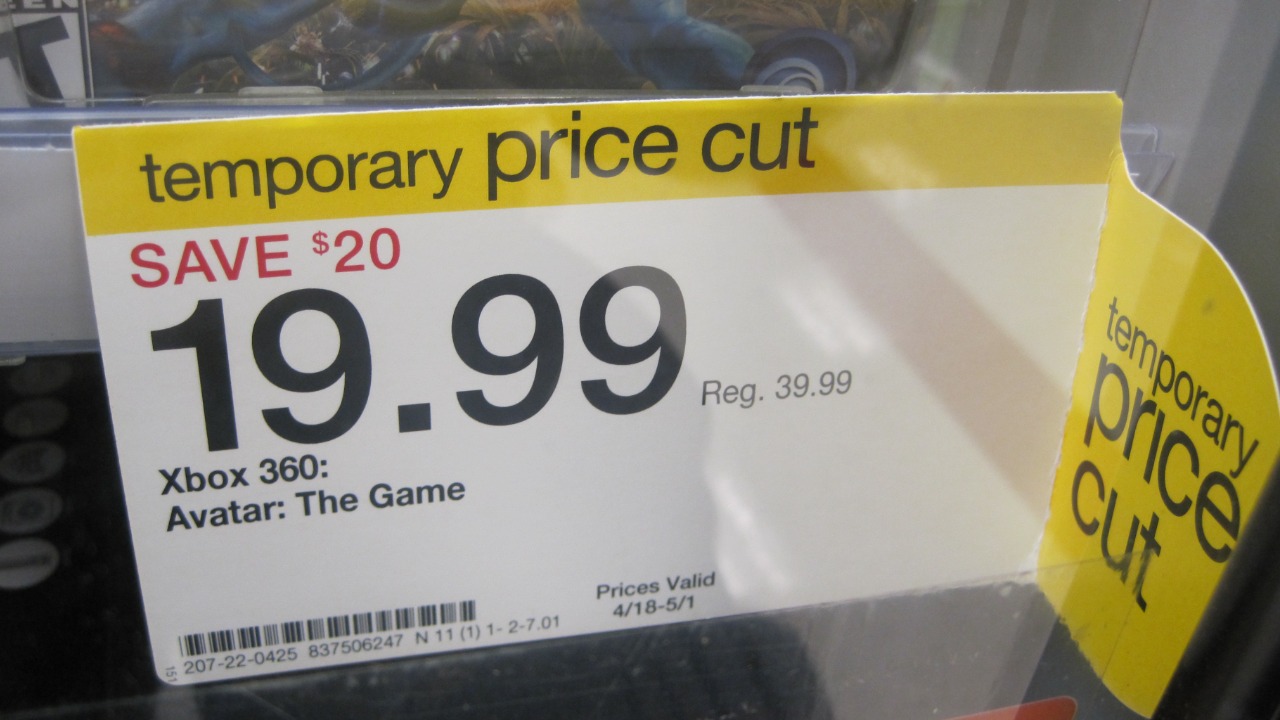 temporary price cut
SAVE $20
19.99 Reg. 39.99
Xbox 360:
Avatar: The Game
Prices Valid
4/18-5/1
207-22-0425 837506247 N 11 (1) 1- 2-7.01
151
temporary
price
cut